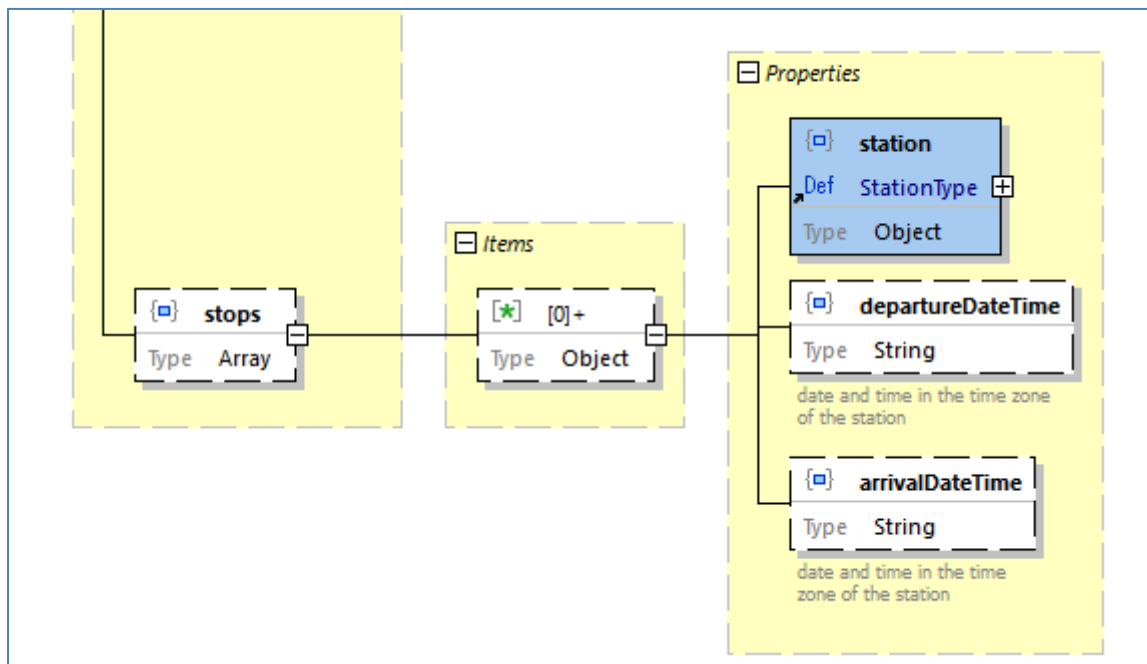 Properties
station
Def StationType
Type Object
Items
stops
Type Array
[0]+
Type Object
departureDateTime
Type String
date and time in the time zone
of the station
arrivalDateTime
Type String
date and time in the time
zone of the station